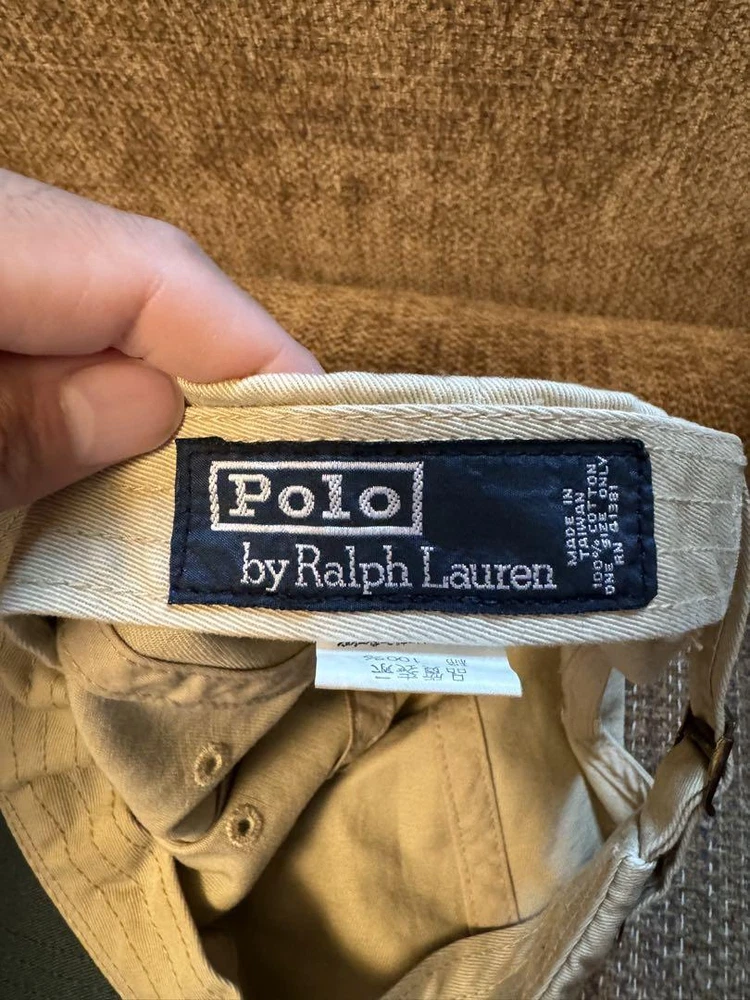 Polo
by Ralph Lauren
MADE IN
TAIWAN
100% COTTON
ONE SIZE ONLY
RN 41381